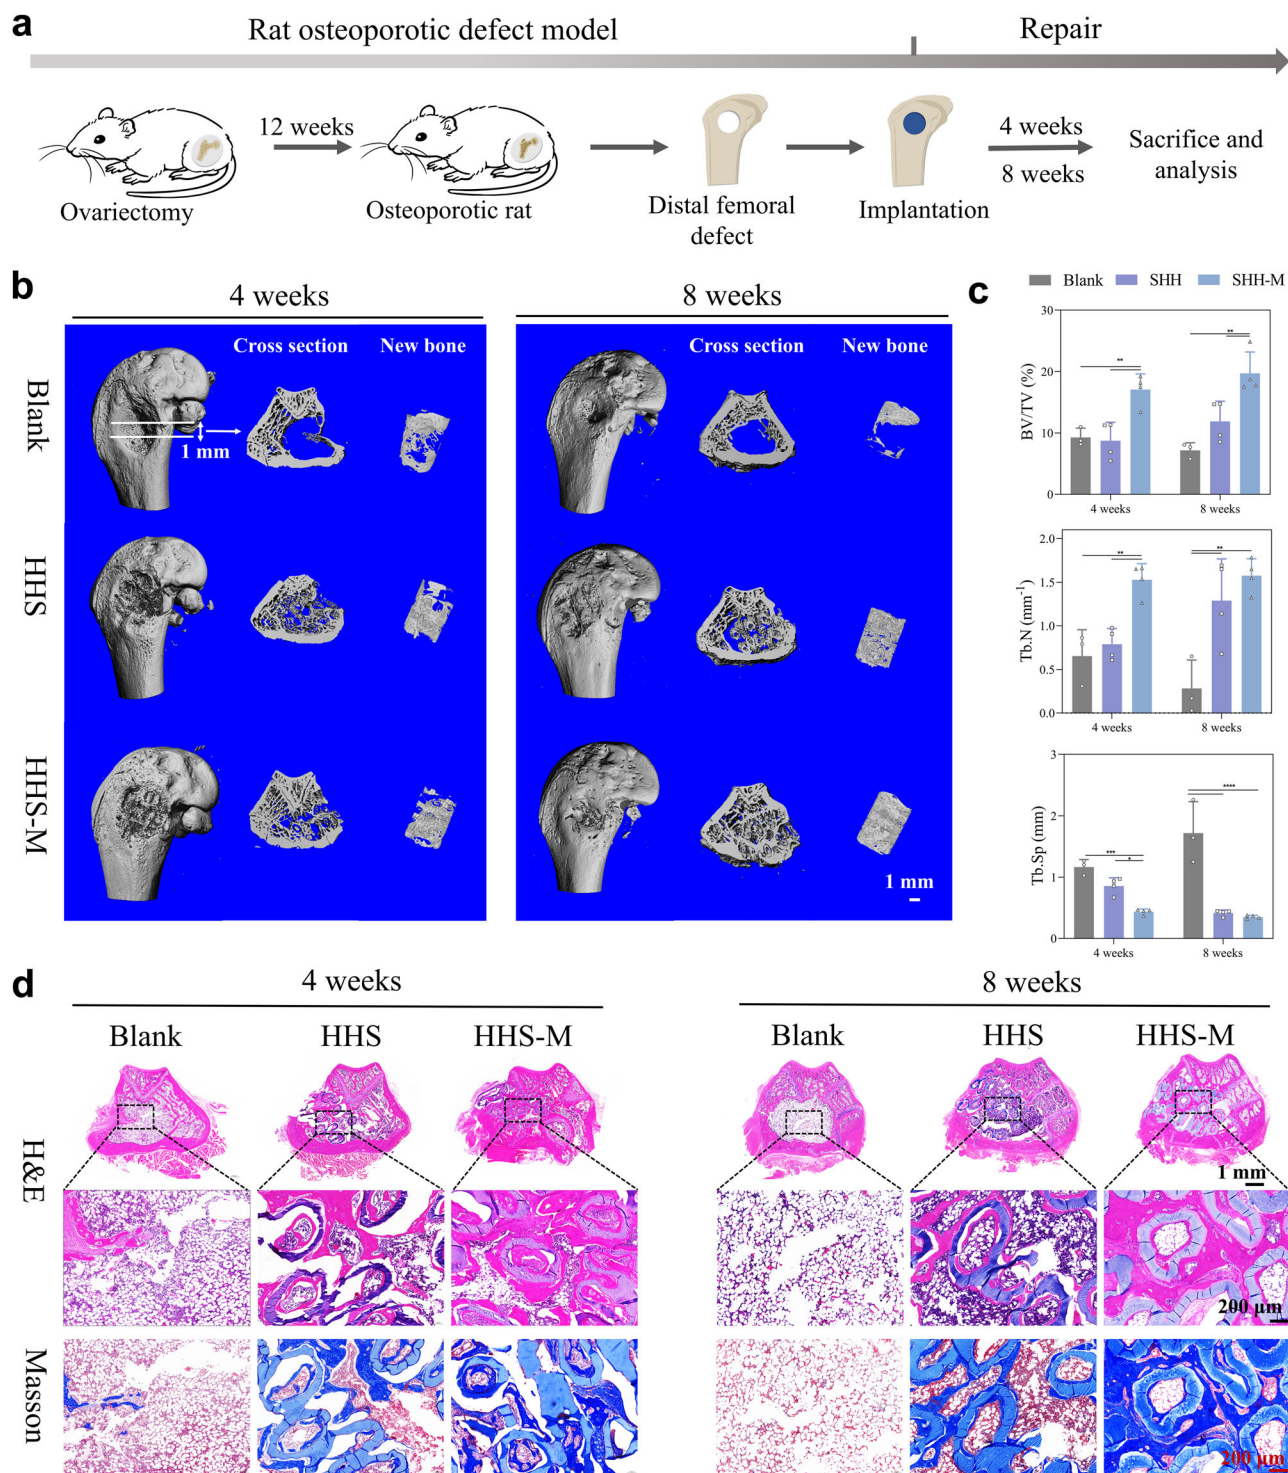 a
Rat osteoporotic defect model
Repair
12 weeks
4 weeks
8 weeks
Sacrifice and
analysis
Ovariectomy
Osteoporotic rat
Distal femoral
defect
Implantation
b
4 weeks
8 weeks
Cross section
New bone
Cross section
New bone
Blank
1 mm
HHS
HHS-M
1 mm
c
Blank
SHH
SHH-M
BV/TV (%)
30
20
10
0
**
**
4 weeks
8 weeks
Tb.N (mm⁻¹)
2.0
1.5
1.0
0.5
0.0
**
**
4 weeks
8 weeks
Tb.Sp (mm)
3
2
1
0
***
*
****
4 weeks
8 weeks
d
4 weeks
8 weeks
Blank
HHS
HHS-M
Blank
HHS
HHS-M
H&E
1 mm
200 μm
Masson
200 μm